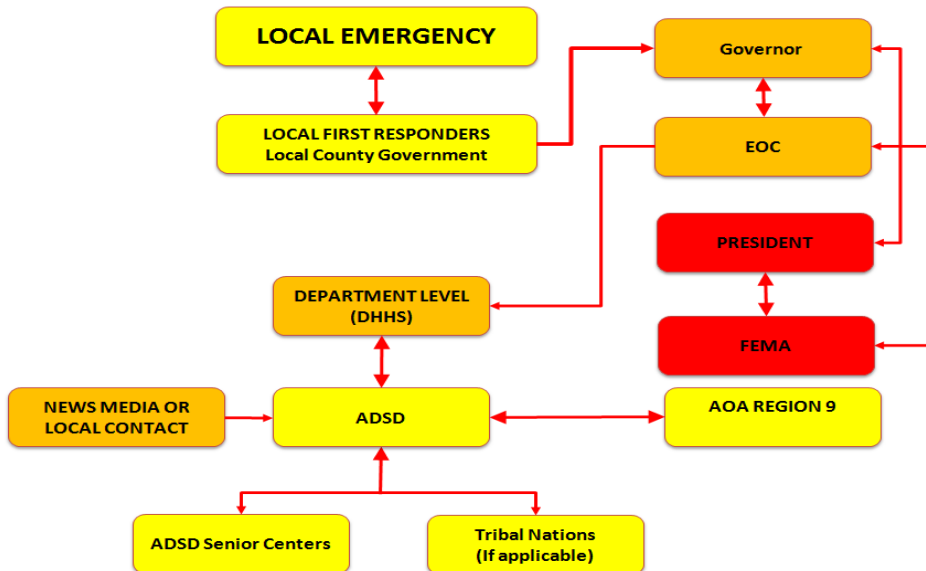 LOCAL EMERGENCY
Governor
LOCAL FIRST RESPONDERS
Local County Government
EOC
PRESIDENT
DEPARTMENT LEVEL
(DHHS)
FEMA
NEWS MEDIA OR
LOCAL CONTACT
ADSD
AOA REGION 9
ADSD Senior Centers
Tribal Nations
(If applicable)